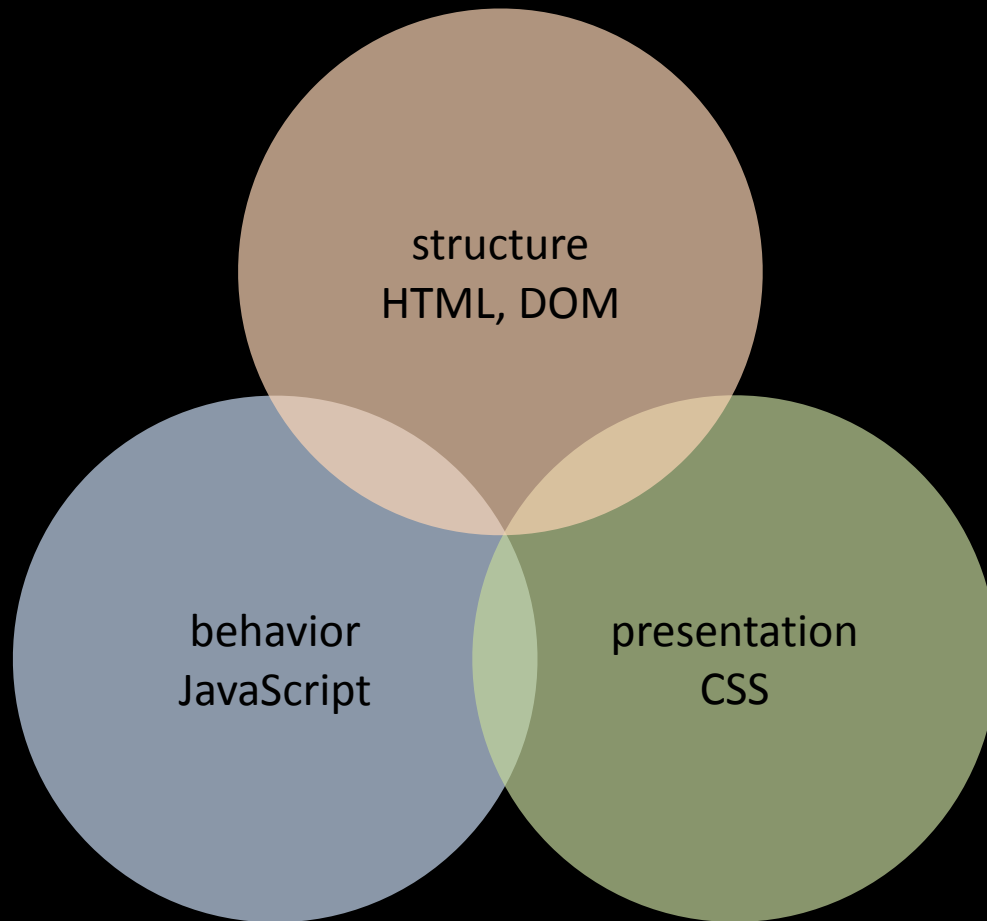 structure
HTML, DOM
behavior
JavaScript
presentation
CSS